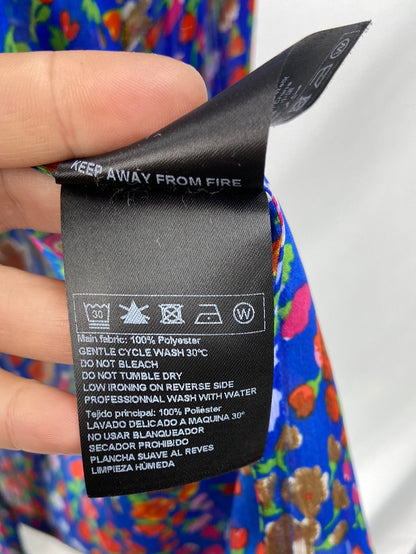 KEEP AWAY FROM FIRE
30 W
Main fabric: 100% Polyester
GENTLE CYCLE WASH 30°C
DO NOT BLEACH
DO NOT TUMBLE DRY
LOW IRONING ON REVERSE SIDE
PROFESSIONNAL WASH WITH WATER
Tejido principal: 100% Poliéster
LAVADO DELICADO A MAQUINA 30°
NO USAR BLANQUEADOR
SECADOR PROHIBIDO
PLANCHA SUAVE AL REVES
LIMPIEZA HÚMEDA
W